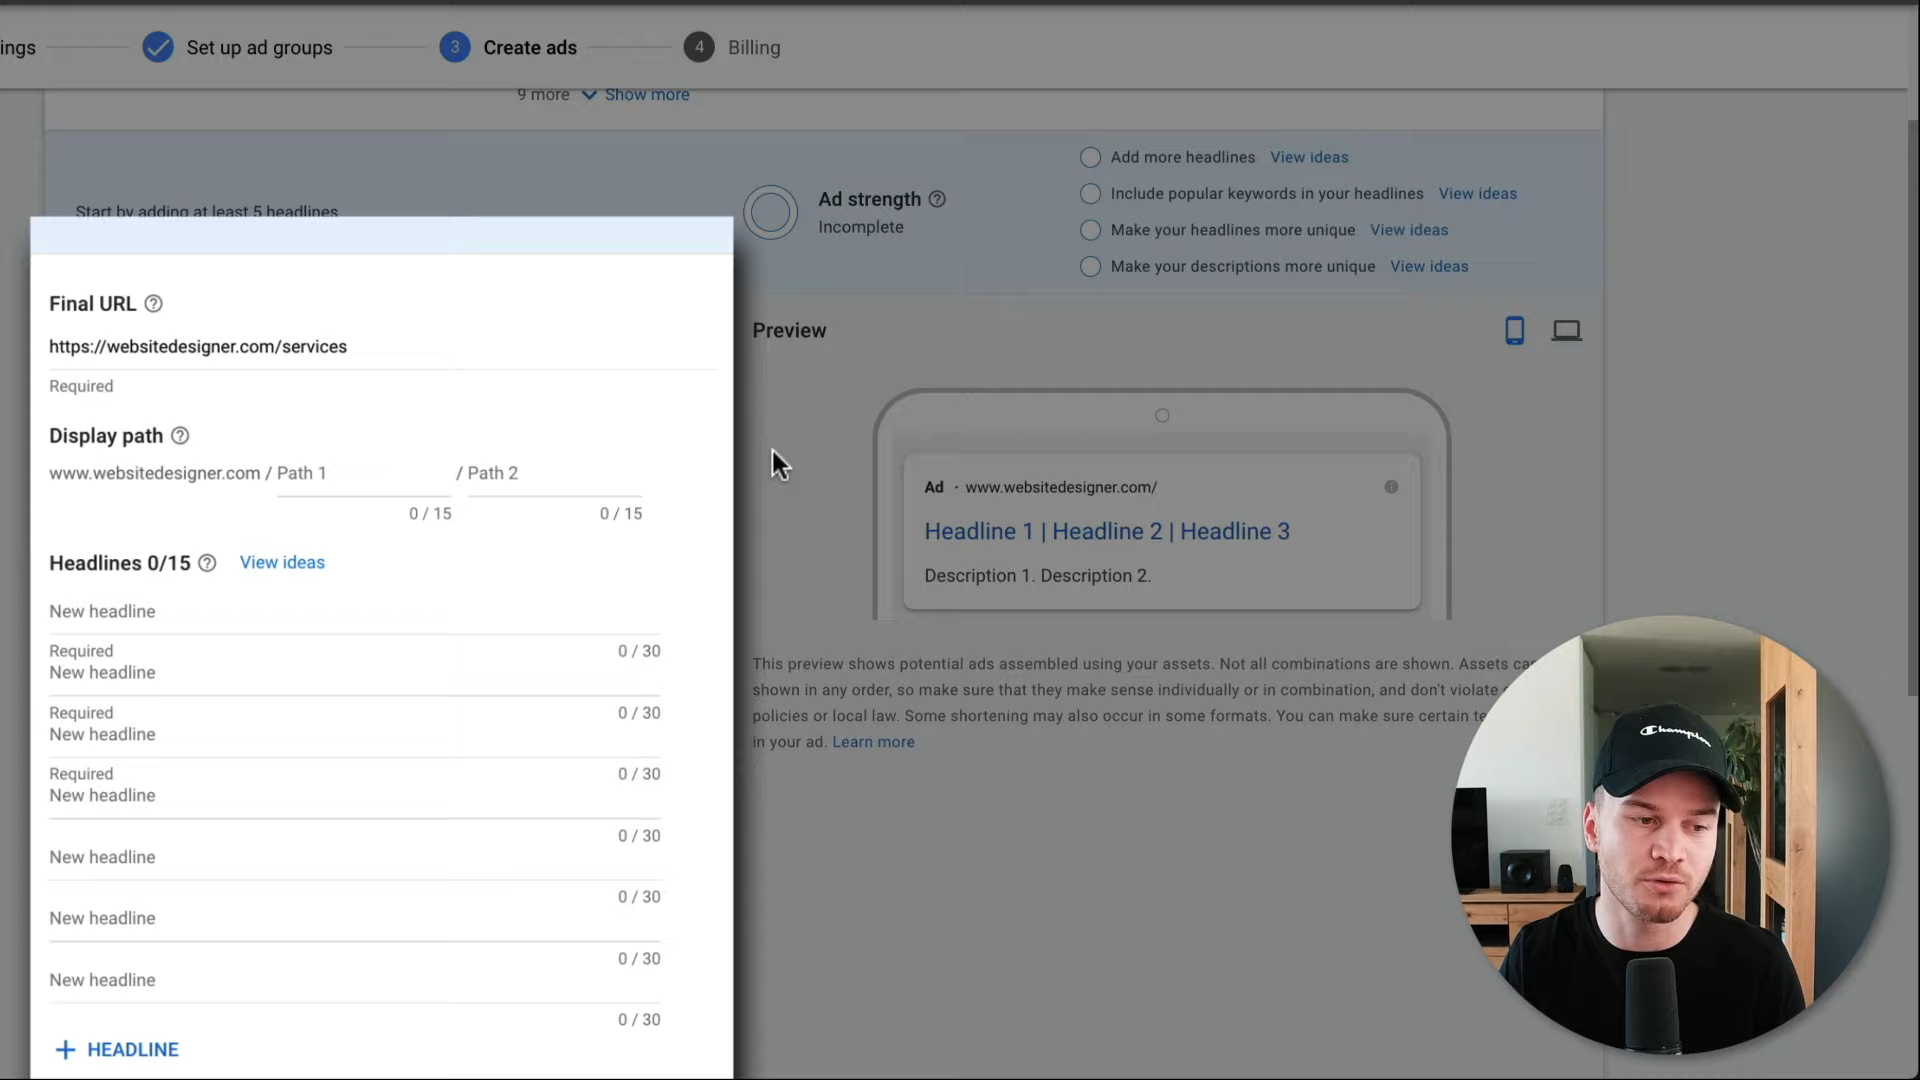 ings
Set up ad groups
3
Create ads
4
Billing
9 more
Show more
Start by adding at least 5 headlines
Ad strength
Incomplete
Add more headlines View ideas
Include popular keywords in your headlines View ideas
Make your headlines more unique View ideas
Make your descriptions more unique View ideas
Final URL
https://websitedesigner.com/services
Required
Display path
www.websitedesigner.com / Path 1 / Path 2
0 / 15 0 / 15
Headlines 0/15 View ideas
New headline
Required 0 / 30
New headline
Required 0 / 30
New headline
Required 0 / 30
New headline
0 / 30
New headline
0 / 30
New headline
0 / 30
New headline
0 / 30
+ HEADLINE
Preview
Ad · www.websitedesigner.com/
Headline 1 | Headline 2 | Headline 3
Description 1. Description 2.
This preview shows potential ads assembled using your assets. Not all combinations are shown. Assets ca
shown in any order, so make sure that they make sense individually or in combination, and don't violate
policies or local law. Some shortening may also occur in some formats. You can make sure certain te
in your ad. Learn more
Champion